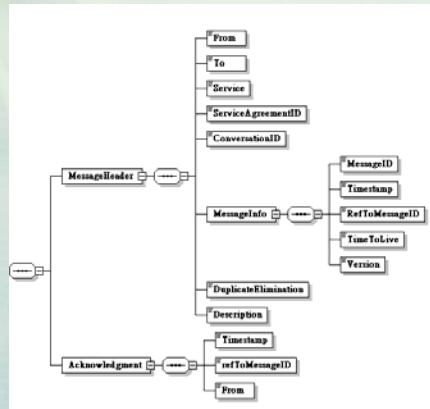 From
To
Service
ServiceAgreementID
ConversationID
MessageID
Timestamp
MessageHeader
MessageInfo
RefToMessageID
TimeToLive
Version
DuplicateElimination
Description
Timestamp
Acknowledgment
refToMessageID
From